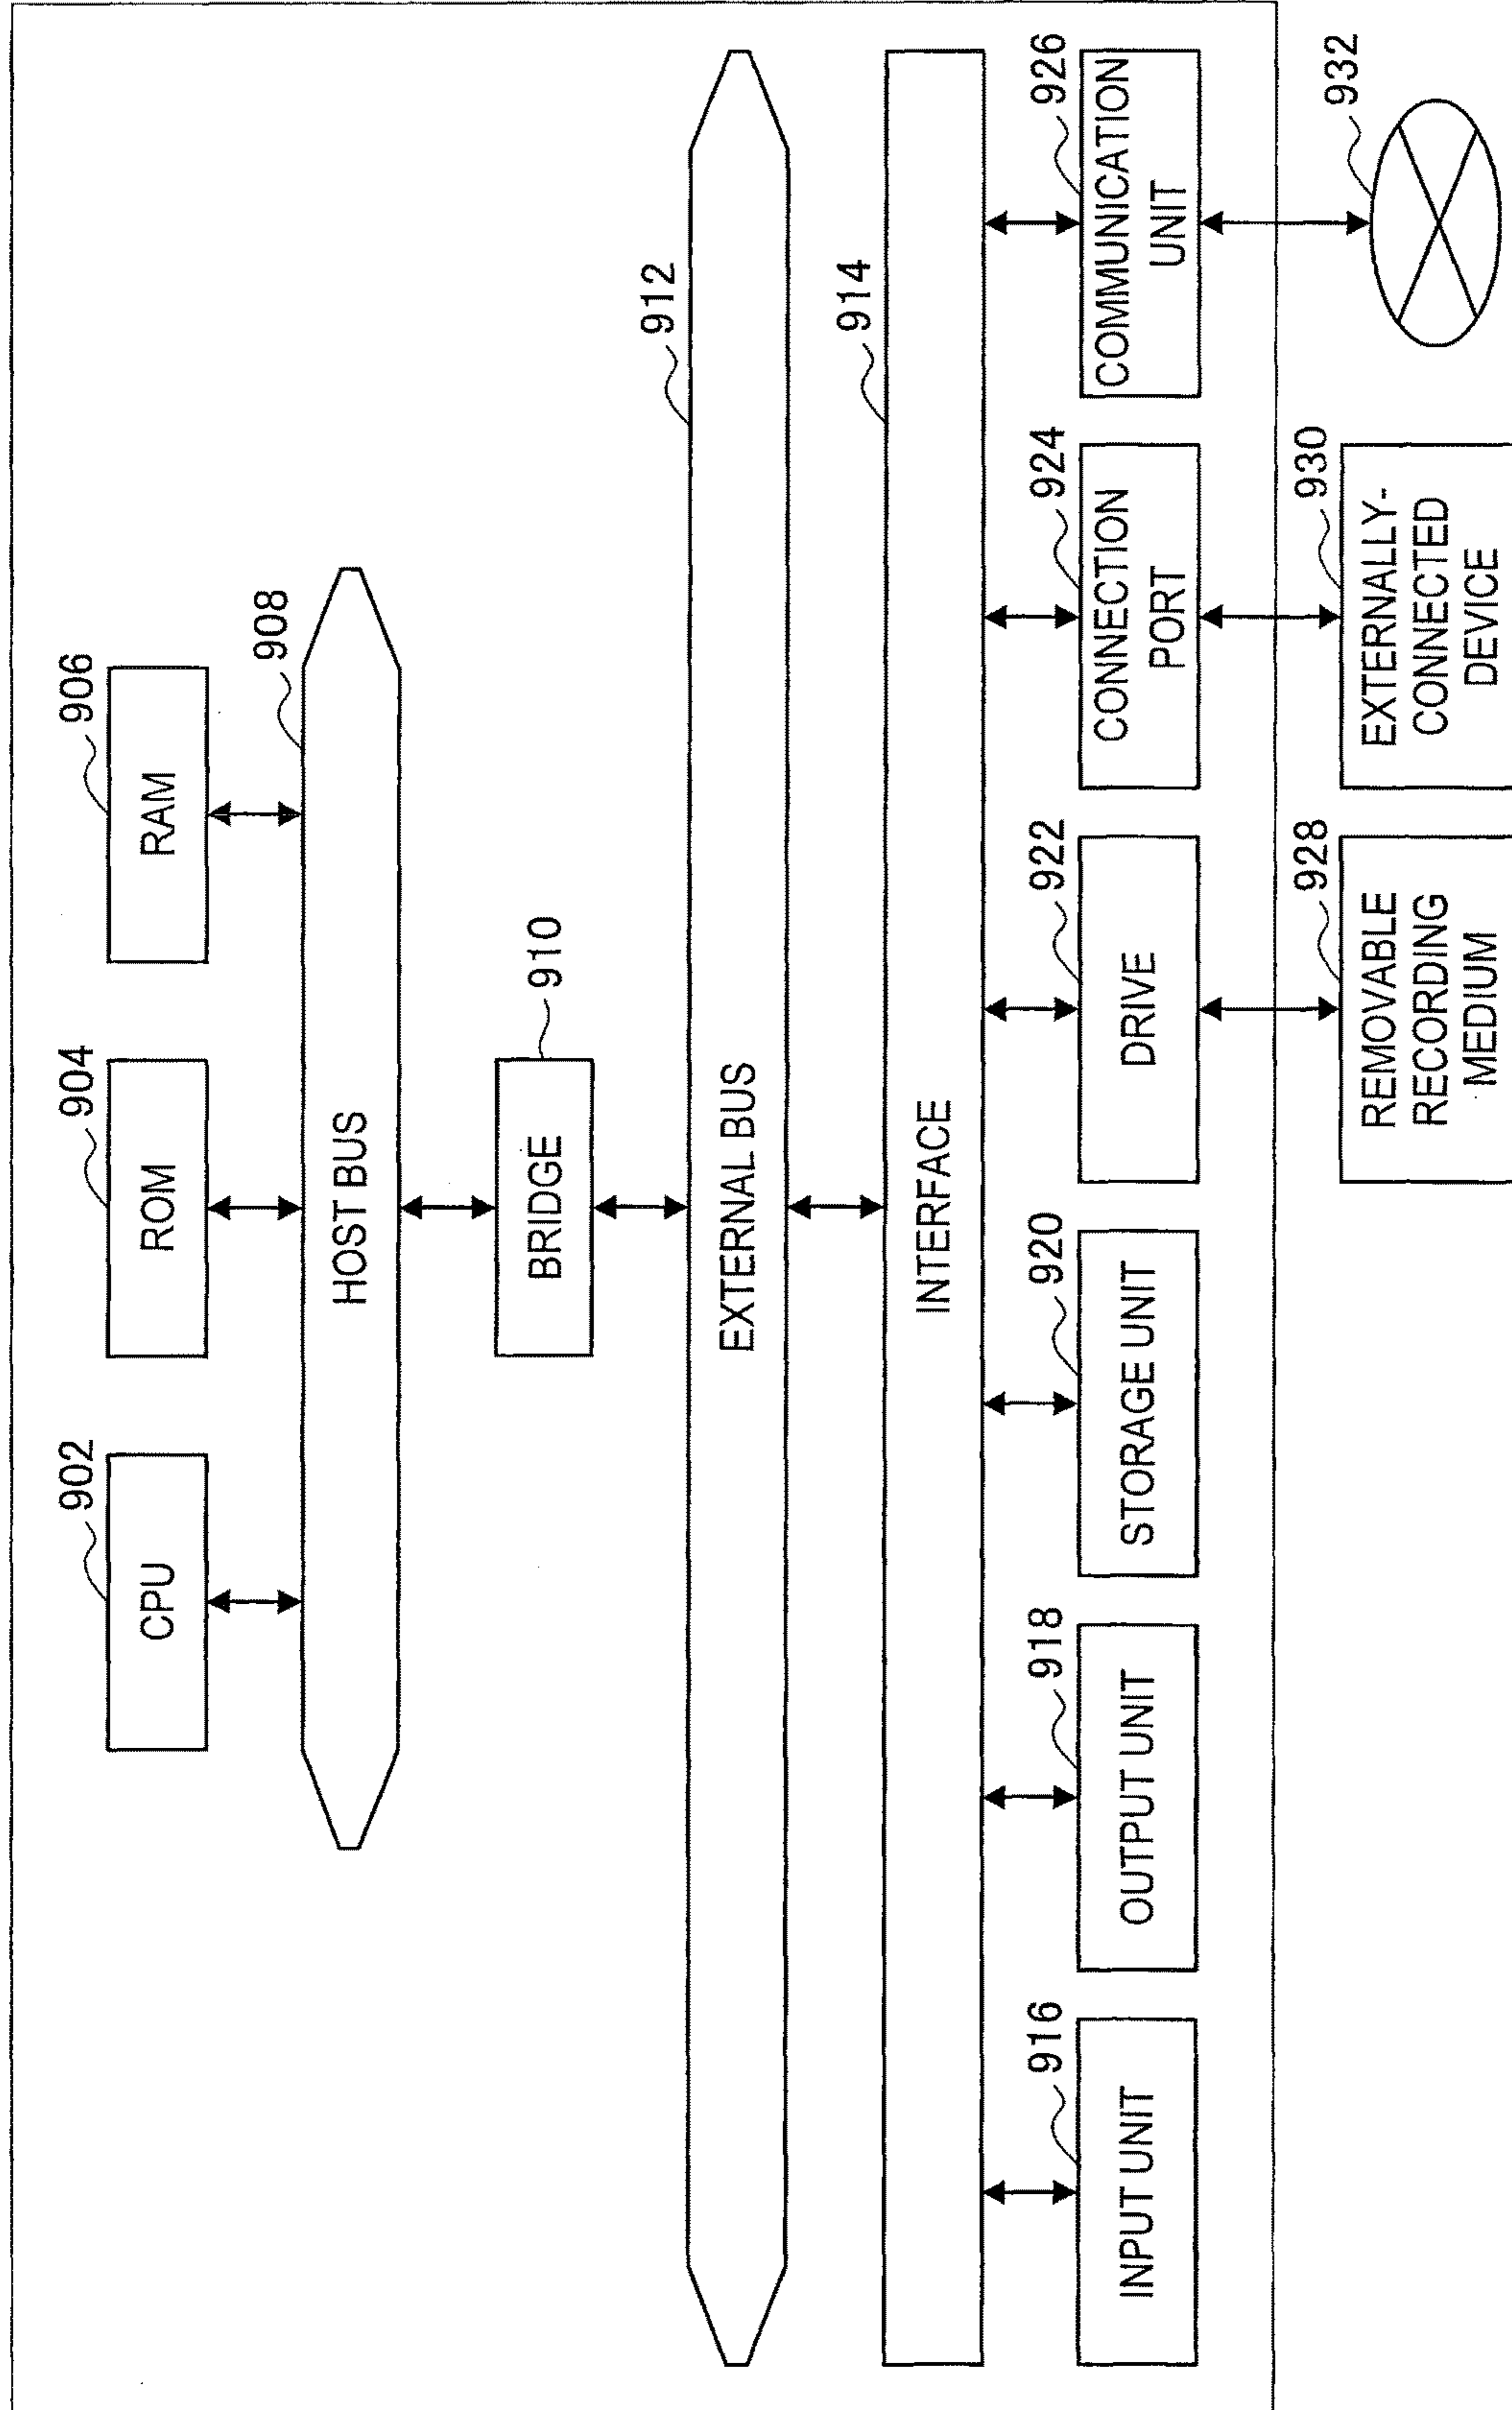 902
904
906
CPU
ROM
RAM
908
HOST BUS
910
BRIDGE
912
EXTERNAL BUS
914
INTERFACE
916
918
920
922
924
926
INPUT UNIT
OUTPUT UNIT
STORAGE UNIT
DRIVE
CONNECTION
PORT
COMMUNICATION
UNIT
928
930
932
REMOVABLE
RECORDING
MEDIUM
EXTERNALLY-
CONNECTED
DEVICE